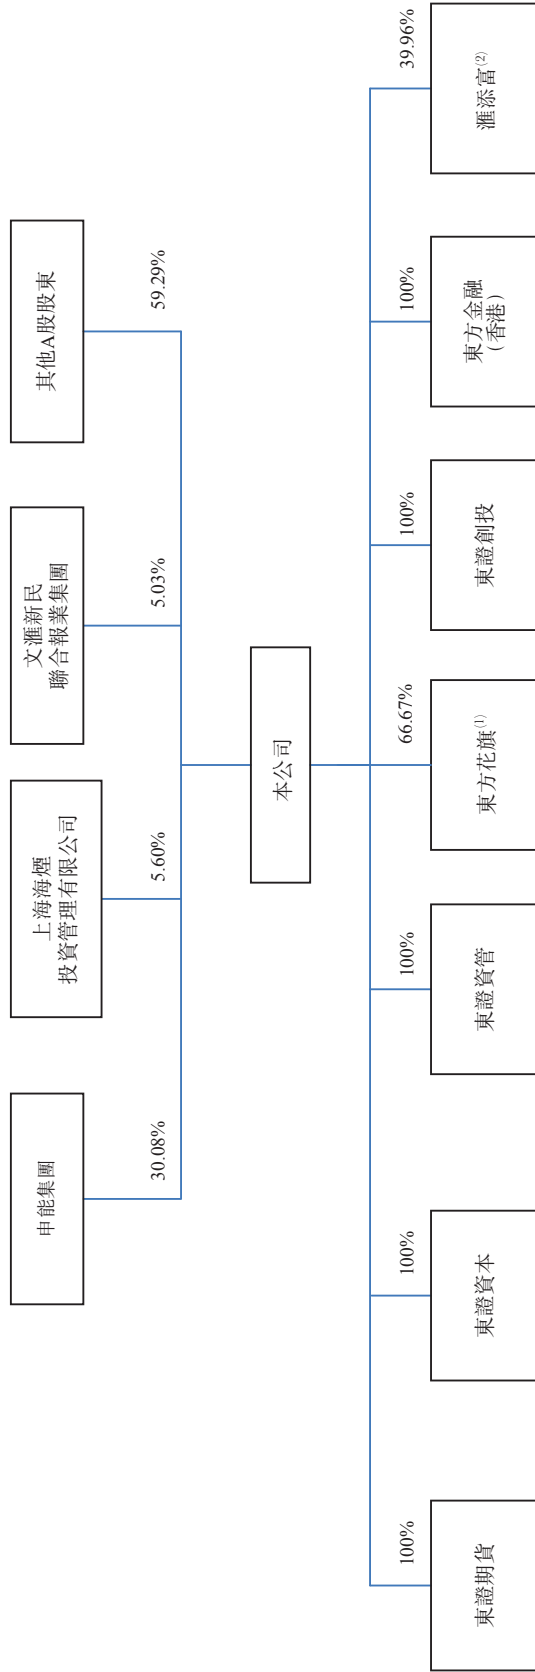 申能集團
上海海煙
投資管理有限公司
文滙新民
聯合報業集團
其他A股股東
30.08%
5.60%
5.03%
59.29%
本公司
100%
100%
100%
66.67%
100%
100%
39.96%
東證期貨
東證資本
東證資管
東方花旗(1)
東證創投
東方金融
(香港)
滙添富(2)